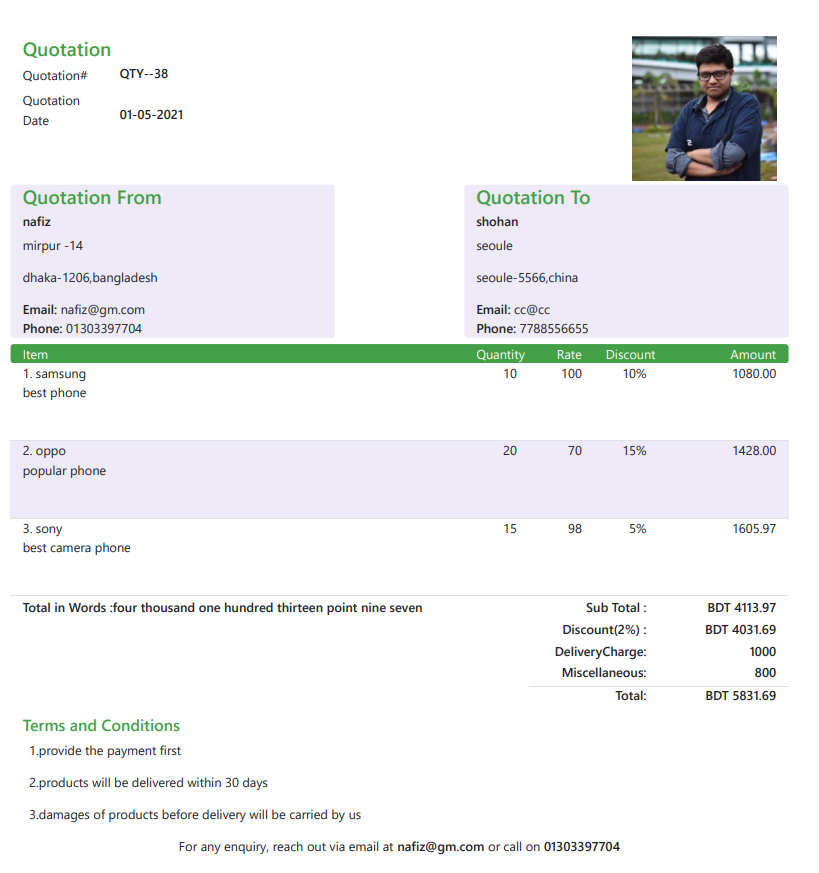 Quotation
Quotation# QTY--38
Quotation
Date 01-05-2021
Quotation From
nafiz
mirpur -14
dhaka-1206,bangladesh
Email: nafiz@gm.com
Phone: 01303397704
Quotation To
shohan
seoule
seoule-5566,china
Email: cc@cc
Phone: 7788556655
Item Quantity Rate Discount Amount
1. samsung 10 100 10% 1080.00
best phone
2. oppo 20 70 15% 1428.00
popular phone
3. sony 15 98 5% 1605.97
best camera phone
Total in Words :four thousand one hundred thirteen point nine seven
Sub Total : BDT 4113.97
Discount(2%) : BDT 4031.69
DeliveryCharge: 1000
Miscellaneous: 800
Total: BDT 5831.69
Terms and Conditions
1.provide the payment first
2.products will be delivered within 30 days
3.damages of products before delivery will be carried by us
For any enquiry, reach out via email at nafiz@gm.com or call on 01303397704